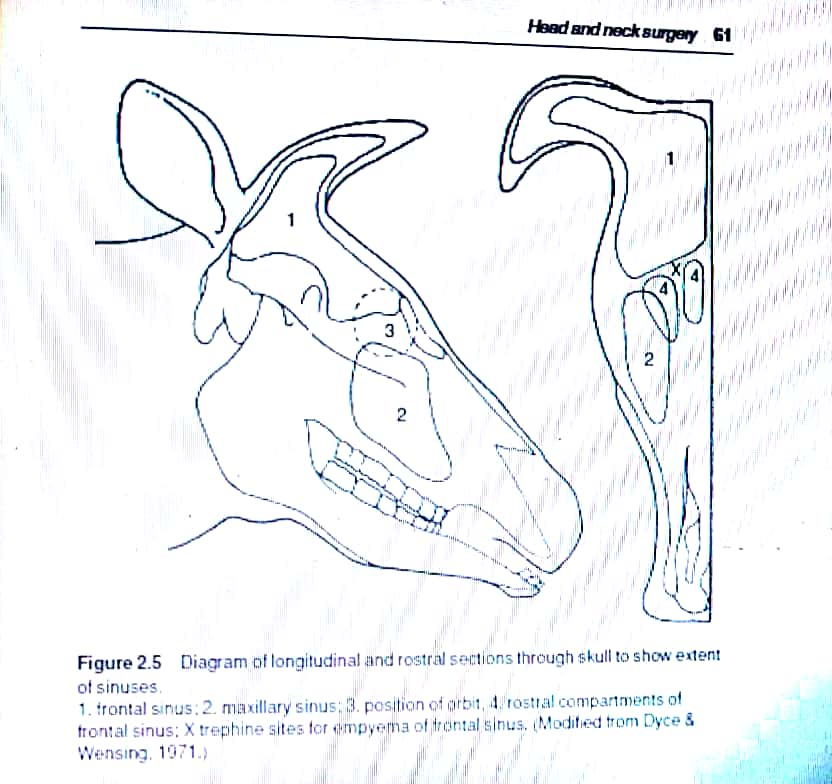 Head and neck surgery 61
1
1
X
4
4
3
2
2
Figure 2.5 Diagram of longitudinal and rostral sections through skull to show extent
of sinuses.
1. frontal sinus; 2. maxillary sinus; 3. position of orbit, 4. rostral compartments of
frontal sinus; X trephine sites for empyema of frontal sinus. (Modified from Dyce &
Wensing, 1971.)